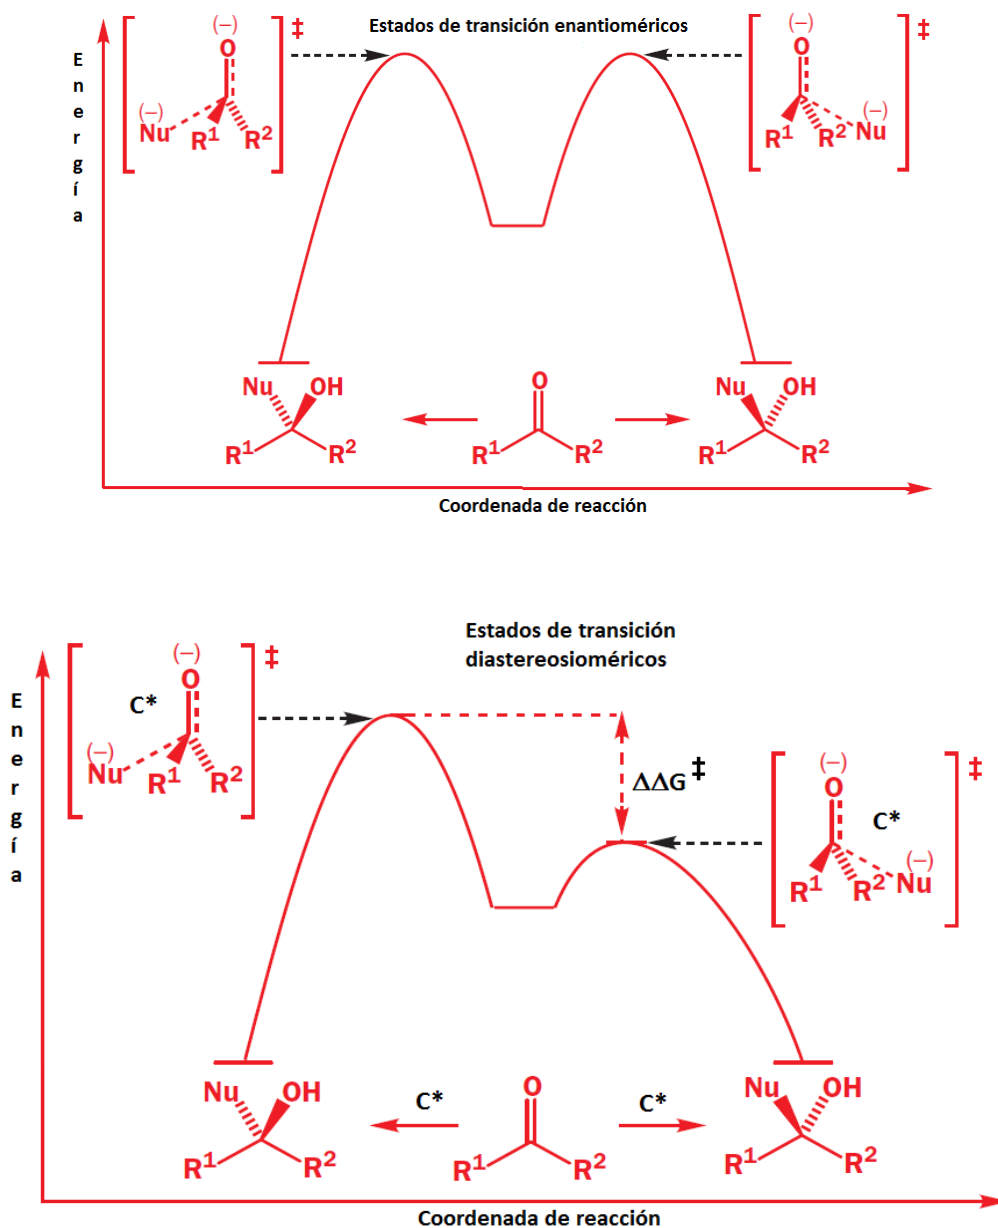 Estados de transición enantioméricos
Energía
(−)
O
(−)
Nu
R¹
R²
‡
(−)
O
(−)
R¹
R²
Nu
‡
Nu
OH
R¹
R²
O
R¹
R²
Nu
OH
R¹
R²
Coordenada de reacción
Estados de transición
diastereosioméricos
Energía
(−)
O
C*
(−)
Nu
R¹
R²
‡
ΔΔG‡
(−)
O
C*
(−)
R¹
R²
Nu
‡
Nu
OH
R¹
R²
C*
O
R¹
R²
C*
Nu
OH
R¹
R²
Coordenada de reacción